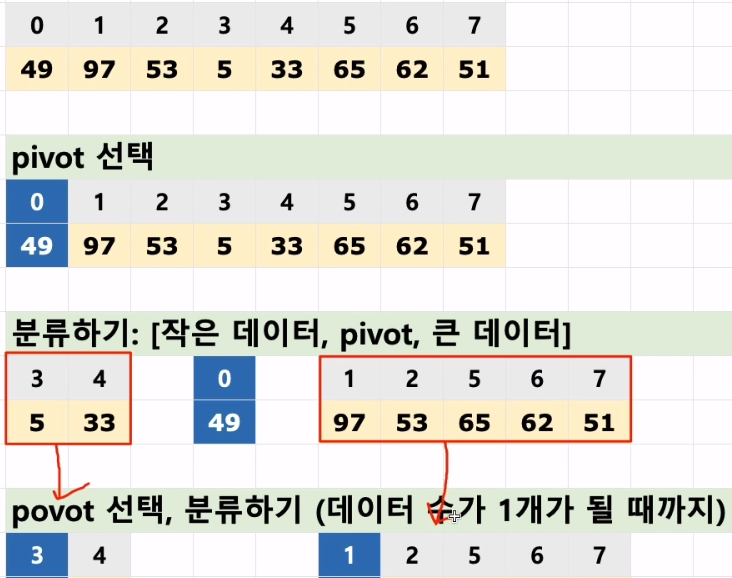 0 1 2 3 4 5 6 7
49 97 53 5 33 65 62 51
pivot 선택
0 1 2 3 4 5 6 7
49 97 53 5 33 65 62 51
분류하기: [작은 데이터, pivot, 큰 데이터]
3 4 0 1 2 5 6 7
5 33 49 97 53 65 62 51
povot 선택, 분류하기 (데이터 수가 1개가 될 때까지)
3 4 1 2 5 6 7